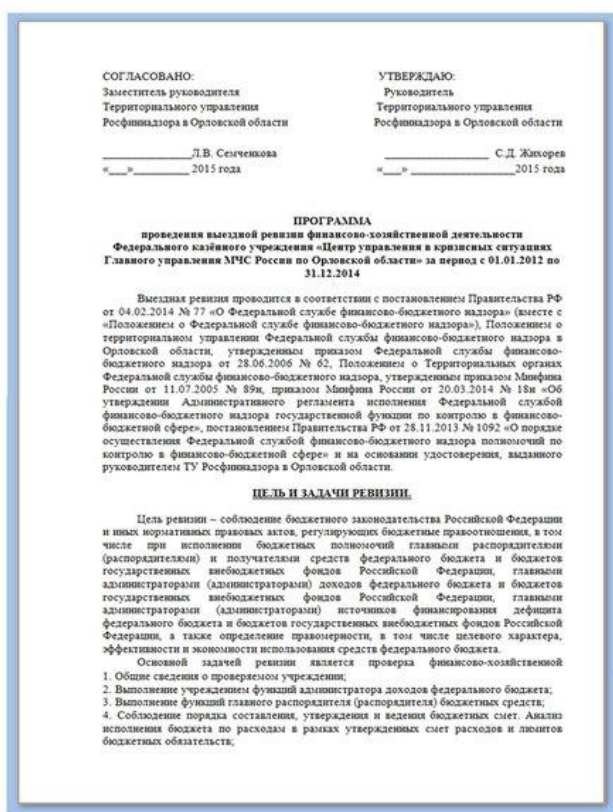 СОГЛАСОВАНО:
Заместитель руководителя
Территориального управления
Росфиннадзора в Орловской области
_______________Л.В. Семченкова
«___»_________ 2015 года
УТВЕРЖДАЮ:
Руководитель
Территориального управления
Росфиннадзора в Орловской области
_________________ С.Д. Жихорев
«___» _________________2015 года
ПРОГРАММА
проведения выездной ревизии финансово-хозяйственной деятельности
Федерального казённого учреждения «Центр управления в кризисных ситуациях
Главного управления МЧС России по Орловской области» за период с 01.01.2012 по
31.12.2014
Выездная ревизия проводится в соответствии с постановлением Правительства РФ
от 04.02.2014 № 77 «О Федеральной службе финансово-бюджетного надзора» (вместе с
«Положением о Федеральной службе финансово-бюджетного надзора»), Положением о
территориальном управлении Федеральной службы финансово-бюджетного надзора в
Орловской области, утвержденным приказом Федеральной службы финансово-
бюджетного надзора от 28.06.2006 № 62, Положением о Территориальных органах
Федеральной службы финансово-бюджетного надзора, утвержденным приказом Минфина
России от 11.07.2005 № 89н, приказом Минфина России от 20.03.2014 № 18н «Об
утверждении Административного регламента исполнения Федеральной службой
финансово-бюджетного надзора государственной функции по контролю в финансово-
бюджетной сфере», постановлением Правительства РФ от 28.11.2013 № 1092 «О порядке
осуществления Федеральной службой финансово-бюджетного надзора полномочий по
контролю в финансово-бюджетной сфере» и на основании удостоверения, выданного
руководителем ТУ Росфиннадзора в Орловской области.
ЦЕЛЬ И ЗАДАЧИ РЕВИЗИИ.
Цель ревизии – соблюдение бюджетного законодательства Российской Федерации
и иных нормативных правовых актов, регулирующих бюджетные правоотношения, в том
числе при исполнении бюджетных полномочий главными распорядителями
(распорядителями) и получателями средств федерального бюджета и бюджетов
государственных внебюджетных фондов Российской Федерации, главными
администраторами (администраторами) доходов федерального бюджета и бюджетов
государственных внебюджетных фондов Российской Федерации, главными
администраторами (администраторами) источников финансирования дефицита
федерального бюджета и бюджетов государственных внебюджетных фондов Российской
Федерации, а также определение правомерности, в том числе целевого характера,
эффективности и экономности использования средств федерального бюджета.
Основной задачей ревизии является проверка финансово-хозяйственной
1. Общие сведения о проверяемом учреждении;
2. Выполнение учреждением функций администратора доходов федерального бюджета;
3. Выполнение функций главного распорядителя (распорядителя) бюджетных средств;
4. Соблюдение порядка составления, утверждения и ведения бюджетных смет. Анализ
исполнения бюджета по расходам в рамках утвержденных смет расходов и лимитов
бюджетных обязательств;